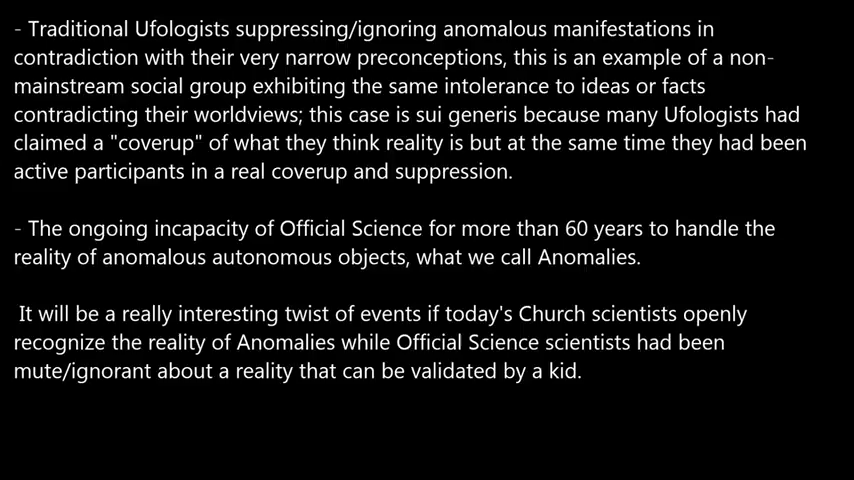 - Traditional Ufologists suppressing/ignoring anomalous manifestations in
contradiction with their very narrow preconceptions, this is an example of a non-
mainstream social group exhibiting the same intolerance to ideas or facts
contradicting their worldviews; this case is sui generis because many Ufologists had
claimed a "coverup" of what they think reality is but at the same time they had been
active participants in a real coverup and suppression.
- The ongoing incapacity of Official Science for more than 60 years to handle the
reality of anomalous autonomous objects, what we call Anomalies.
It will be a really interesting twist of events if today's Church scientists openly
recognize the reality of Anomalies while Official Science scientists had been
mute/ignorant about a reality that can be validated by a kid.